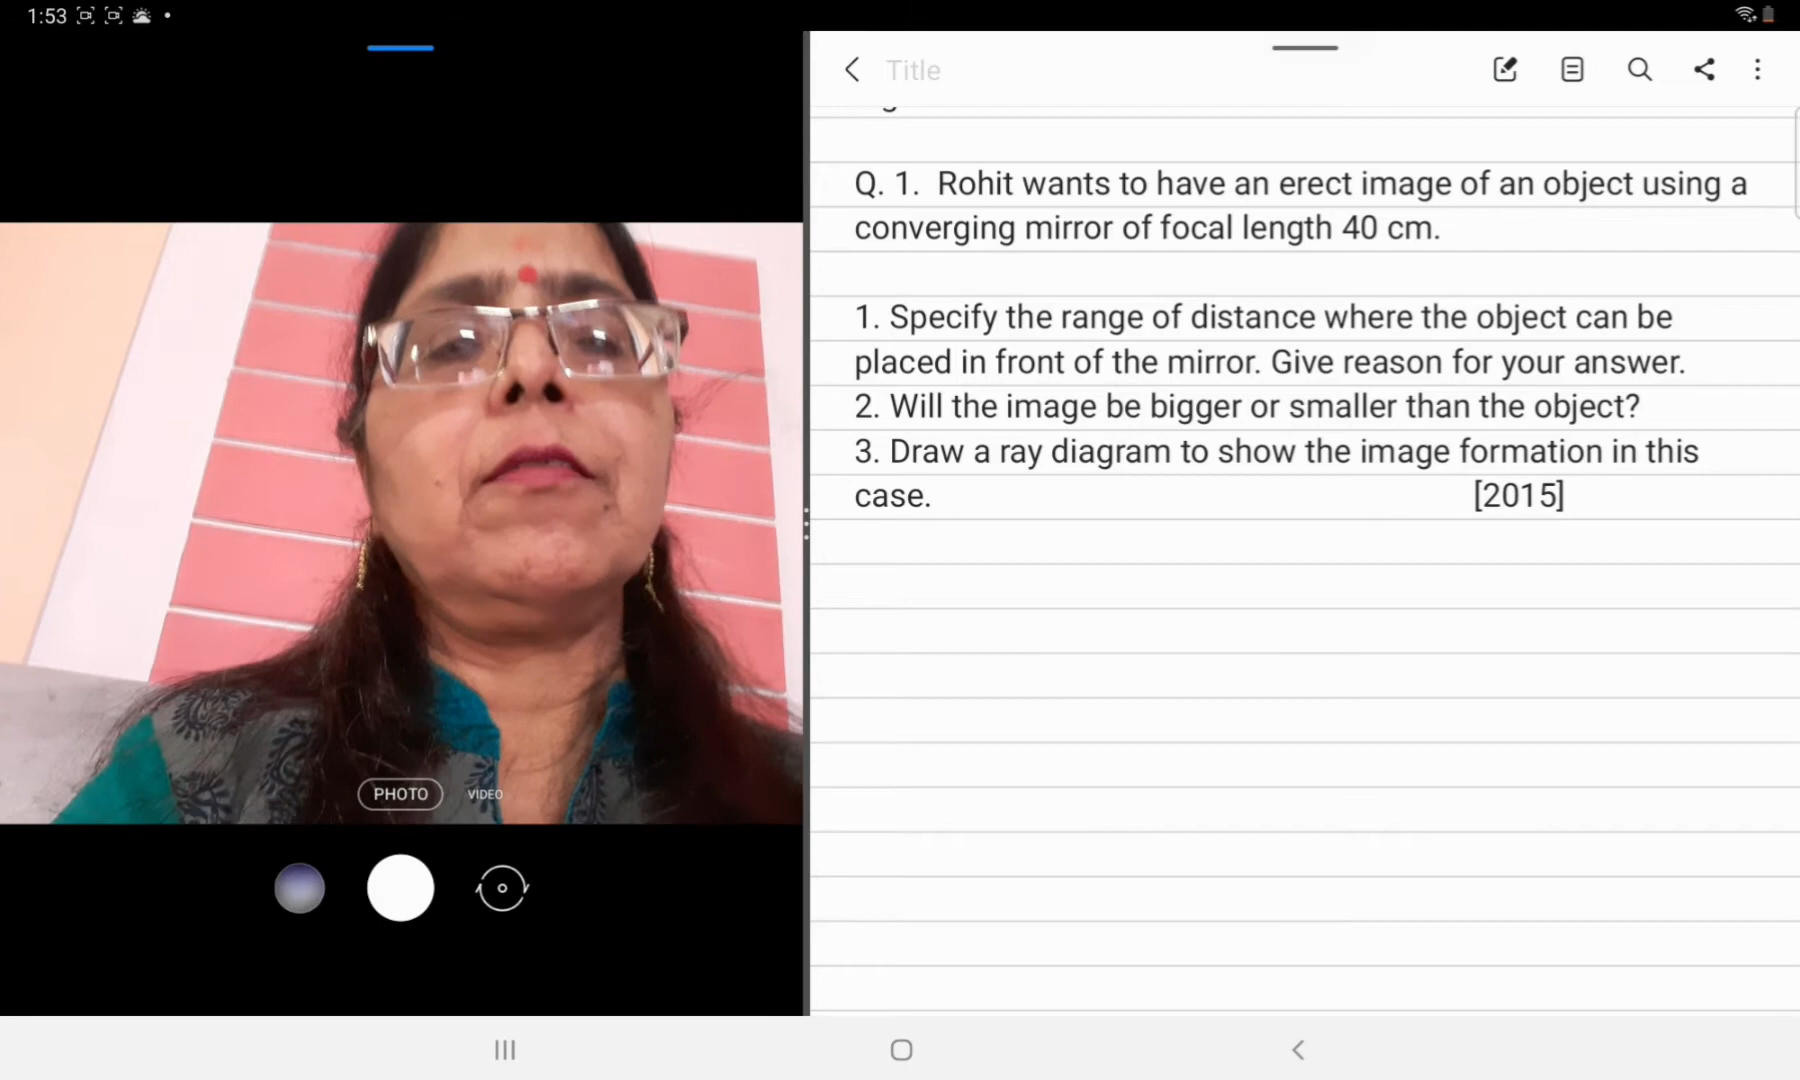 1:53
Title
Q. 1. Rohit wants to have an erect image of an object using a
converging mirror of focal length 40 cm.
1. Specify the range of distance where the object can be
placed in front of the mirror. Give reason for your answer.
2. Will the image be bigger or smaller than the object?
3. Draw a ray diagram to show the image formation in this
case. [2015]
PHOTO VIDEO